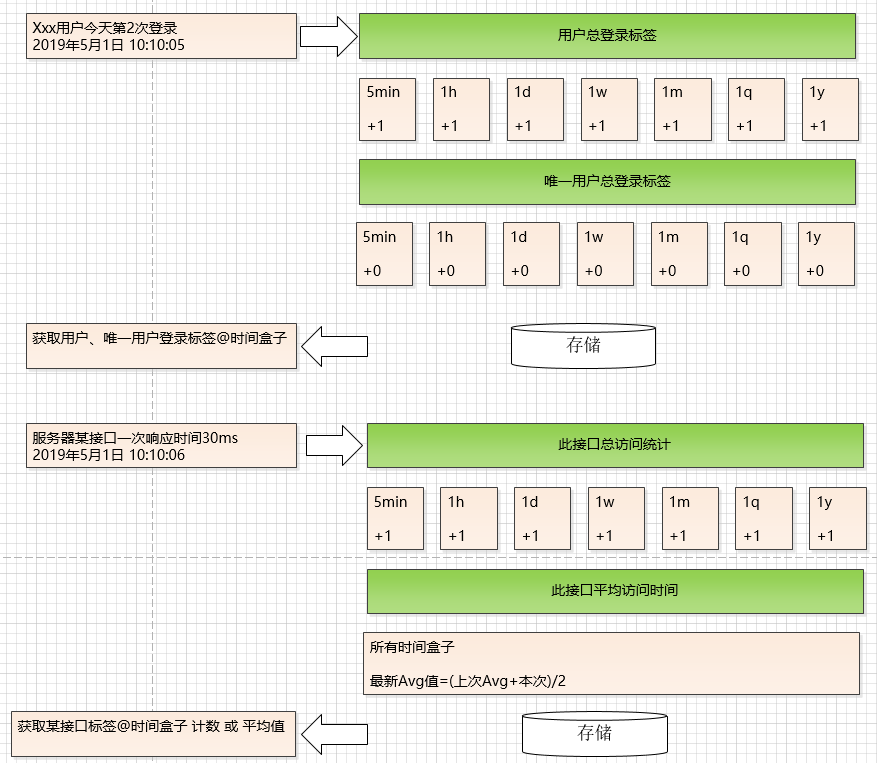 Xxx用户今天第2次登录
2019年5月1日 10:10:05
用户总登录标签
5min 1h 1d 1w 1m 1q 1y
+1 +1 +1 +1 +1 +1 +1
唯一用户总登录标签
5min 1h 1d 1w 1m 1q 1y
+0 +0 +0 +0 +0 +0 +0
获取用户、唯一用户登录标签@时间盒子
存储
服务器某接口一次响应时间30ms
2019年5月1日 10:10:06
此接口总访问统计
5min 1h 1d 1w 1m 1q 1y
+1 +1 +1 +1 +1 +1 +1
此接口平均访问时间
所有时间盒子
最新Avg值=(上次Avg+本次)/2
获取某接口标签@时间盒子 计数 或 平均值
存储